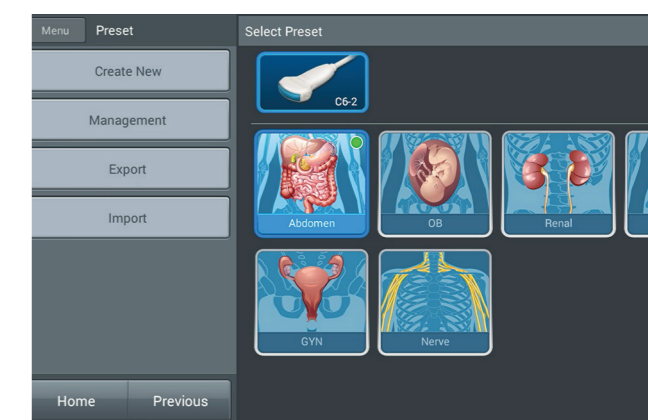 Menu Preset
Select Preset
Create New
Management
Export
Import
C6-2
Abdomen
OB
Renal
GYN
Nerve
Home
Previous